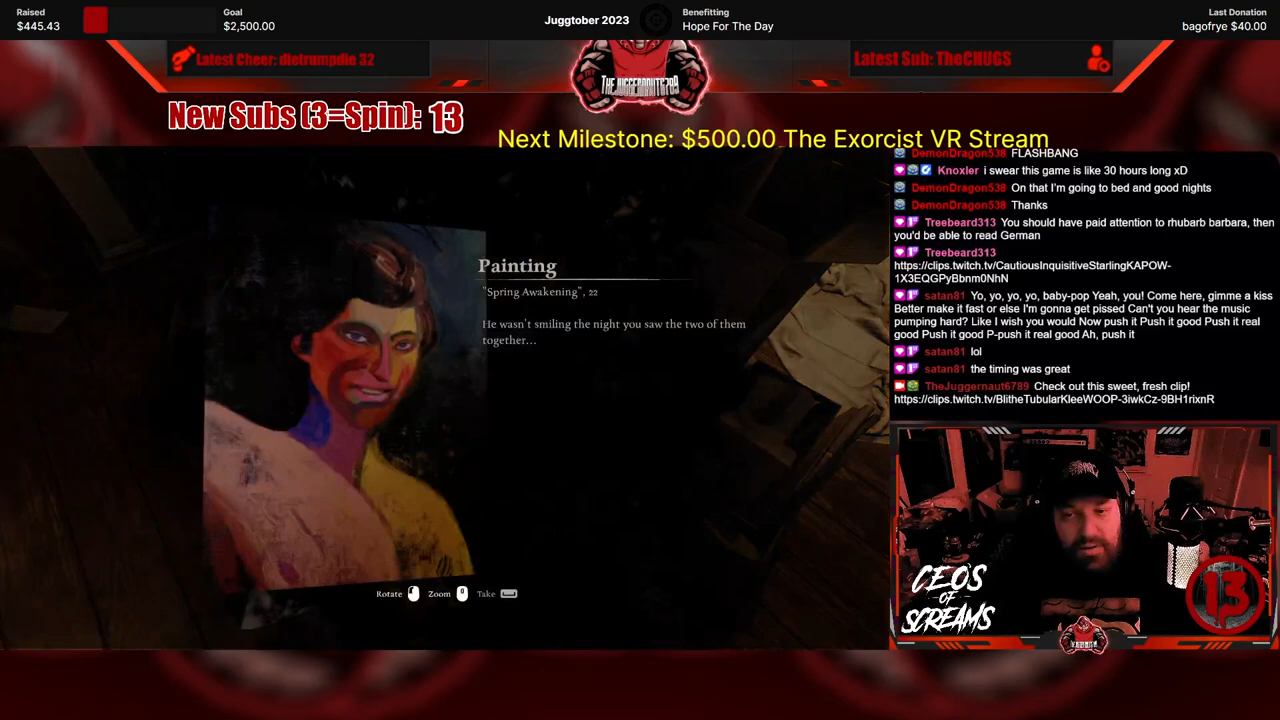 Raised
$445.43
Goal
$2,500.00
Juggtober 2023
Benefitting
Hope For The Day
Last Donation
bagofrye $40.00
Latest Cheer: dietrumpdie 32
THEJUGGERNAUT6789
Latest Sub: TheCHUGS
New Subs (3=Spin): 13
Next Milestone: $500.00 The Exorcist VR Stream
Painting
"Spring Awakening", 22
He wasn't smiling the night you saw the two of them
together...
Rotate
Zoom
Take
DemonDragon538 FLASHBANG
Knoxler i swear this game is like 30 hours long xD
DemonDragon538 On that I'm going to bed and good nights
DemonDragon538 Thanks
Treebeard313 You should have paid attention to rhubarb barbara, then
you'd be able to read German
Treebeard313
https://clips.twitch.tv/CautiousInquisitiveStarlingKAPOW-
1X3EQGPyBbnm0NhN
satan81 Yo, yo, yo, yo, baby-pop Yeah, you! Come here, gimme a kiss
Better make it fast or else I'm gonna get pissed Can't you hear the music
pumping hard? Like I wish you would Now push it Push it good Push it real
good Push it good P-push it real good Ah, push it
satan81 lol
satan81 the timing was great
TheJuggernaut6789 Check out this sweet, fresh clip!
https://clips.twitch.tv/BlitheTubularKleeWOOP-3iwkCz-9BH1rixnR
CEOS
OF
SCREAMS
13